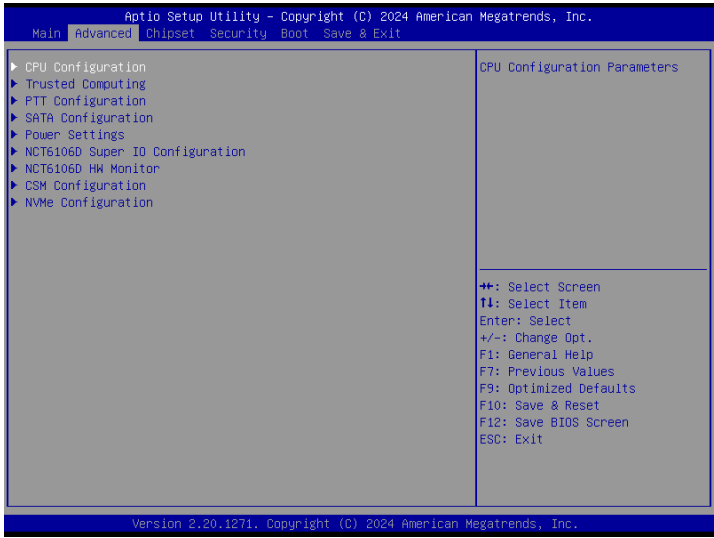 Aptio Setup Utility – Copyright (C) 2024 American Megatrends, Inc.
Main Advanced Chipset Security Boot Save & Exit
CPU Configuration
Trusted Computing
PTT Configuration
SATA Configuration
Power Settings
NCT6106D Super IO Configuration
NCT6106D HW Monitor
CSM Configuration
NVMe Configuration
CPU Configuration Parameters
→←: Select Screen
↑↓: Select Item
Enter: Select
+/-: Change Opt.
F1: General Help
F7: Previous Values
F9: Optimized Defaults
F10: Save & Reset
F12: Save BIOS Screen
ESC: Exit
Version 2.20.1271. Copyright (C) 2024 American Megatrends, Inc.